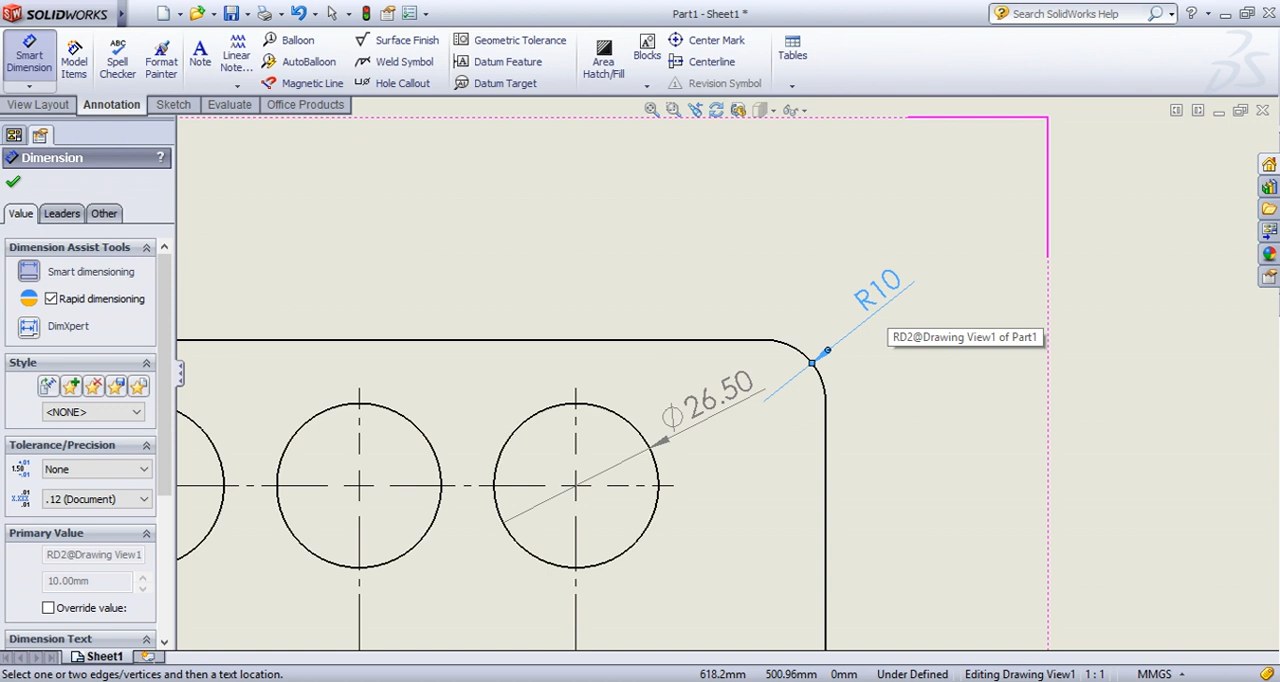 SOLIDWORKS
Part1 - Sheet1 *
Search SolidWorks Help
?
Smart Dimension
Model Items
ABC
Spell Checker
Format Painter
A
Note
Linear Note...
Balloon
AutoBalloon
Magnetic Line
Surface Finish
Weld Symbol
Hole Callout
Geometric Tolerance
Datum Feature
Datum Target
Area Hatch/Fill
Blocks
Center Mark
Centerline
Revision Symbol
Tables
View Layout
Annotation
Sketch
Evaluate
Office Products
Dimension
?
Value
Leaders
Other
Dimension Assist Tools
Smart dimensioning
Rapid dimensioning
DimXpert
Style
<NONE>
Tolerance/Precision
None
.12 (Document)
Primary Value
RD2@Drawing View1
10.00mm
Override value:
Dimension Text
R10
RD2@Drawing View1 of Part1
⌀26.50
Sheet1
Select one or two edges/vertices and then a text location.
618.2mm
500.96mm
0mm
Under Defined
Editing Drawing View1
1 : 1
MMGS